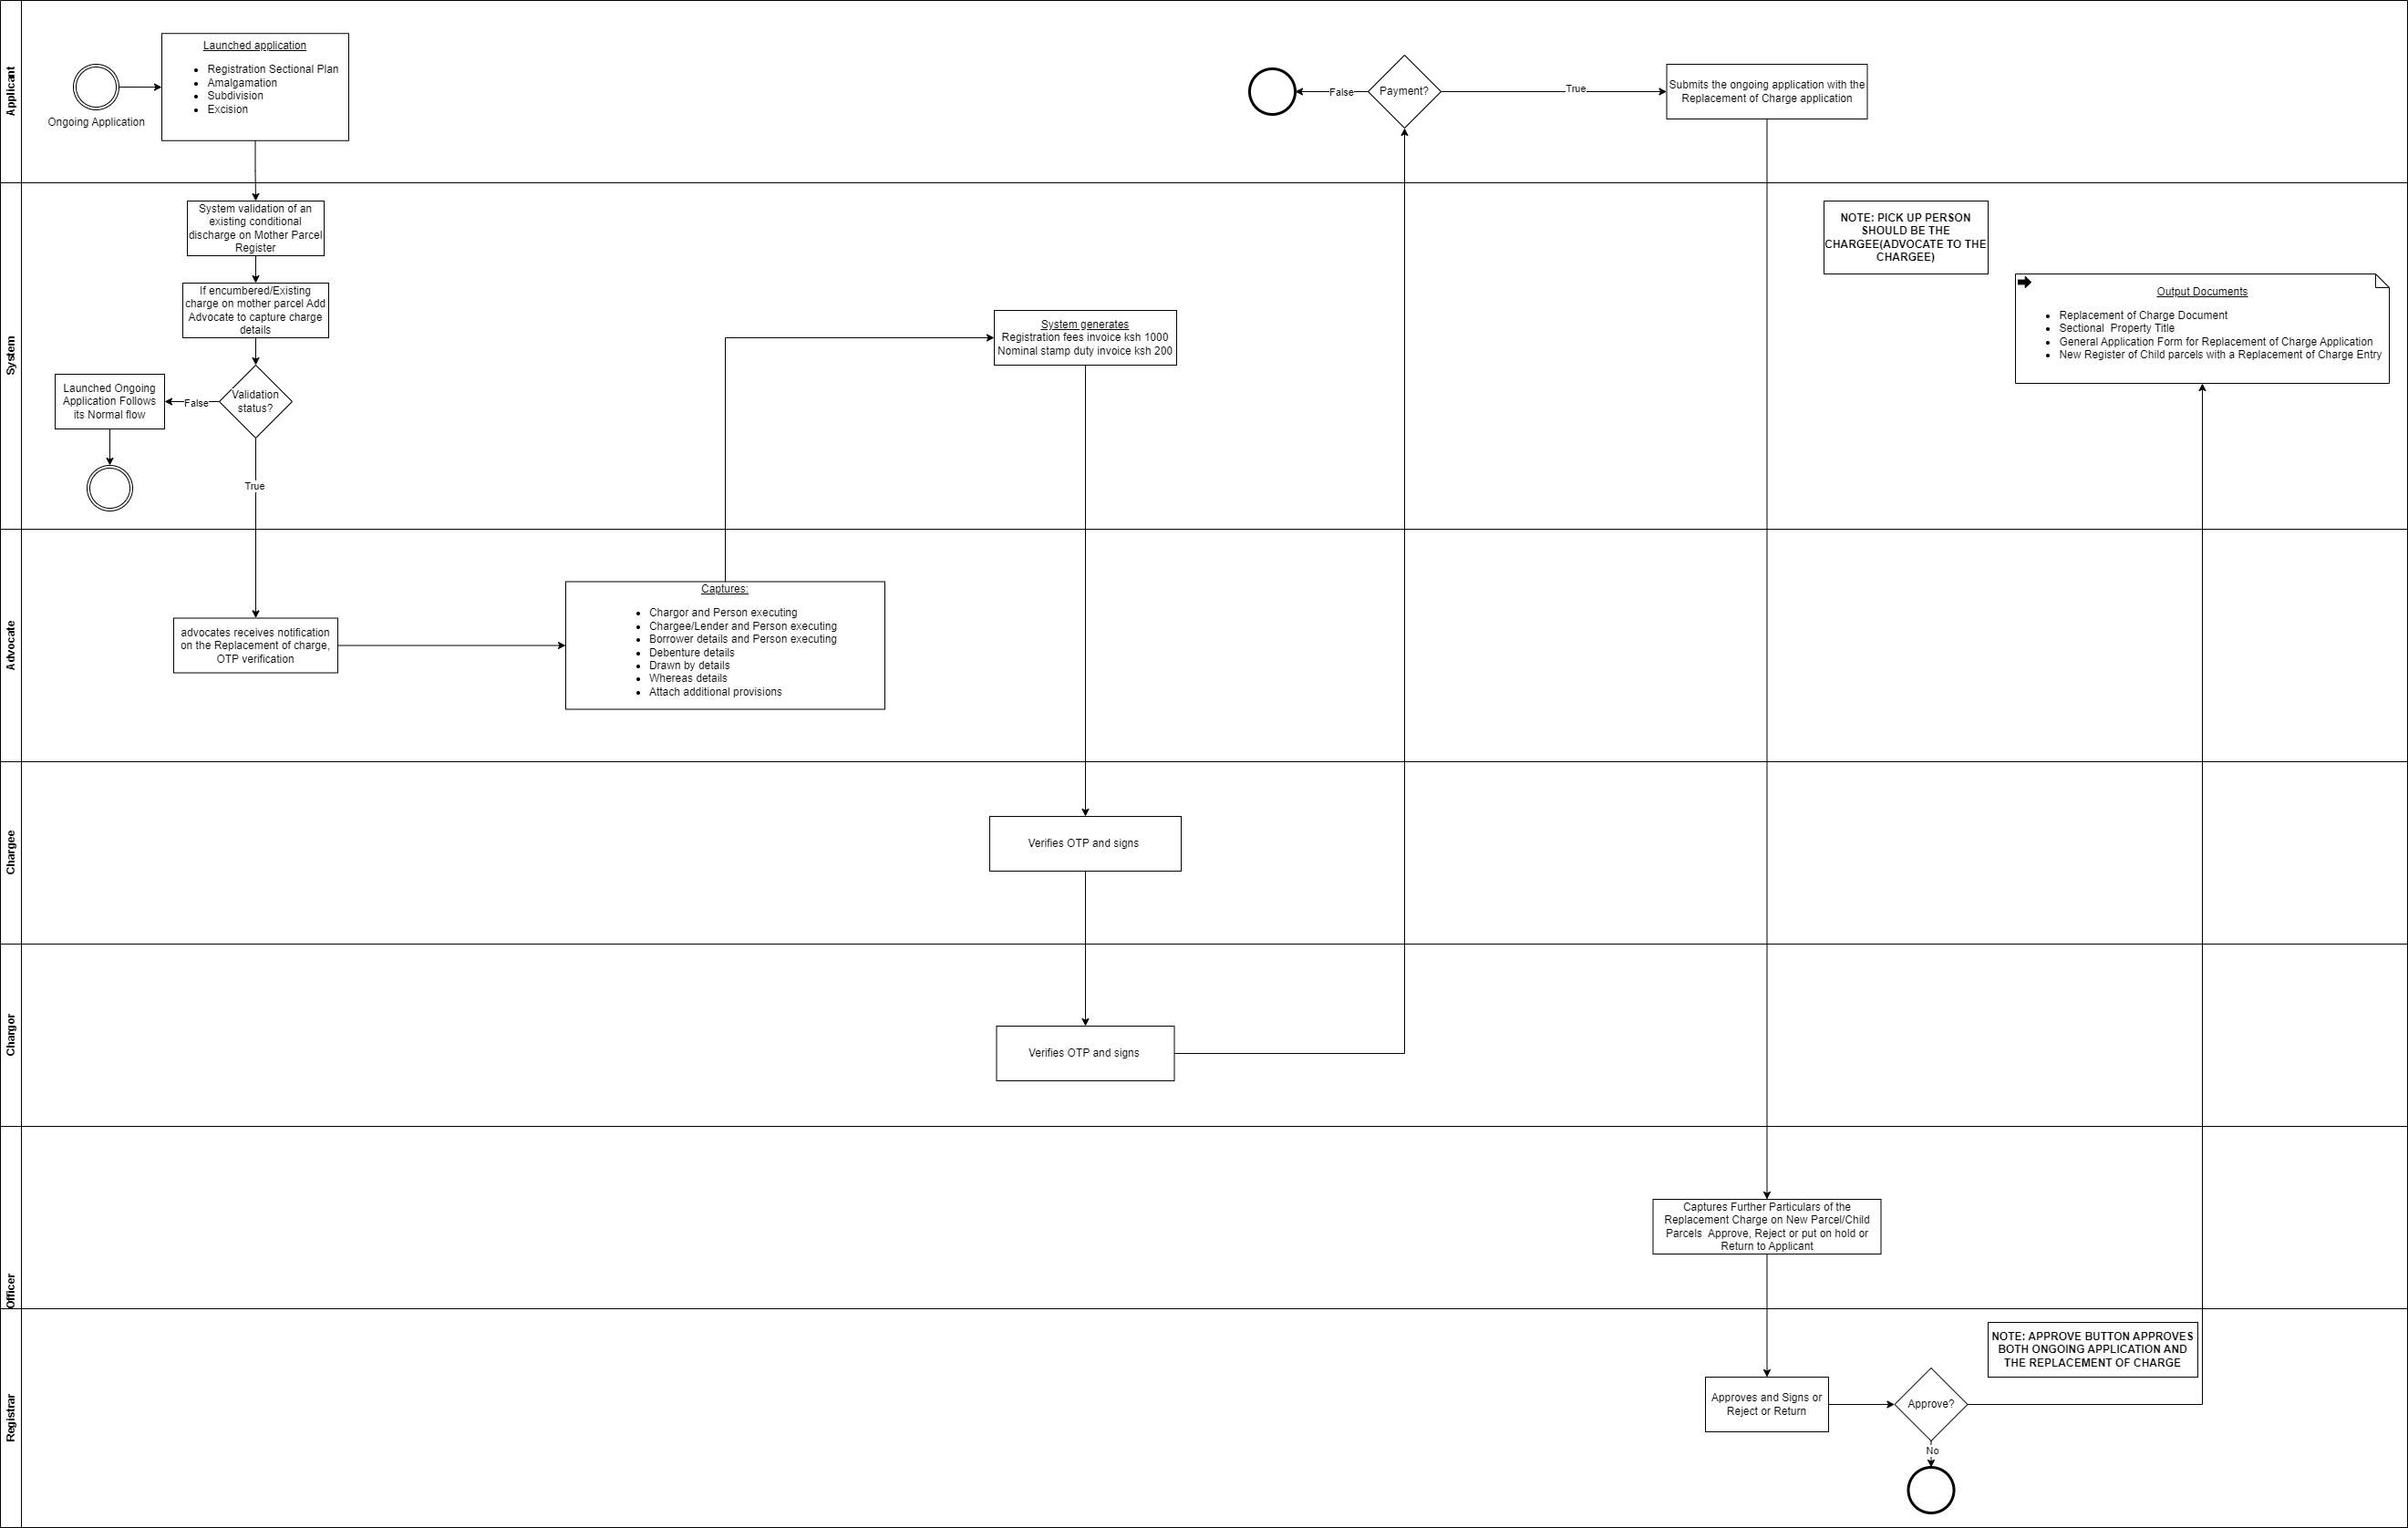 Applicant
Ongoing Application
Launched application
Registration Sectional Plan
Amalgamation
Subdivision
Excision
False
Payment?
True
Submits the ongoing application with the
Replacement of Charge application
System
System validation of an
existing conditional
discharge on Mother Parcel
Register
If encumbered/Existing
charge on mother parcel Add
Advocate to capture charge
details
Validation
status?
False
Launched Ongoing
Application Follows
its Normal flow
True
System generates
Registration fees invoice ksh 1000
Nominal stamp duty invoice ksh 200
NOTE: PICK UP PERSON
SHOULD BE THE
CHARGEE(ADVOCATE TO THE
CHARGEE)
Output Documents
Replacement of Charge Document
Sectional  Property Title
General Application Form for Replacement of Charge Application
New Register of Child parcels with a Replacement of Charge Entry
Advocate
advocates receives notification
on the Replacement of charge,
OTP verification
Captures:
Chargor and Person executing
Chargee/Lender and Person executing
Borrower details and Person executing
Debenture details
Drawn by details
Whereas details
Attach additional provisions
Chargee
Verifies OTP and signs
Chargor
Verifies OTP and signs
Officer
Captures Further Particulars of the
Replacement Charge on New Parcel/Child
Parcels  Approve, Reject or put on hold or
Return to Applicant
Registrar
Approves and Signs or
Reject or Return
Approve?
No
NOTE: APPROVE BUTTON APPROVES
BOTH ONGOING APPLICATION AND
THE REPLACEMENT OF CHARGE